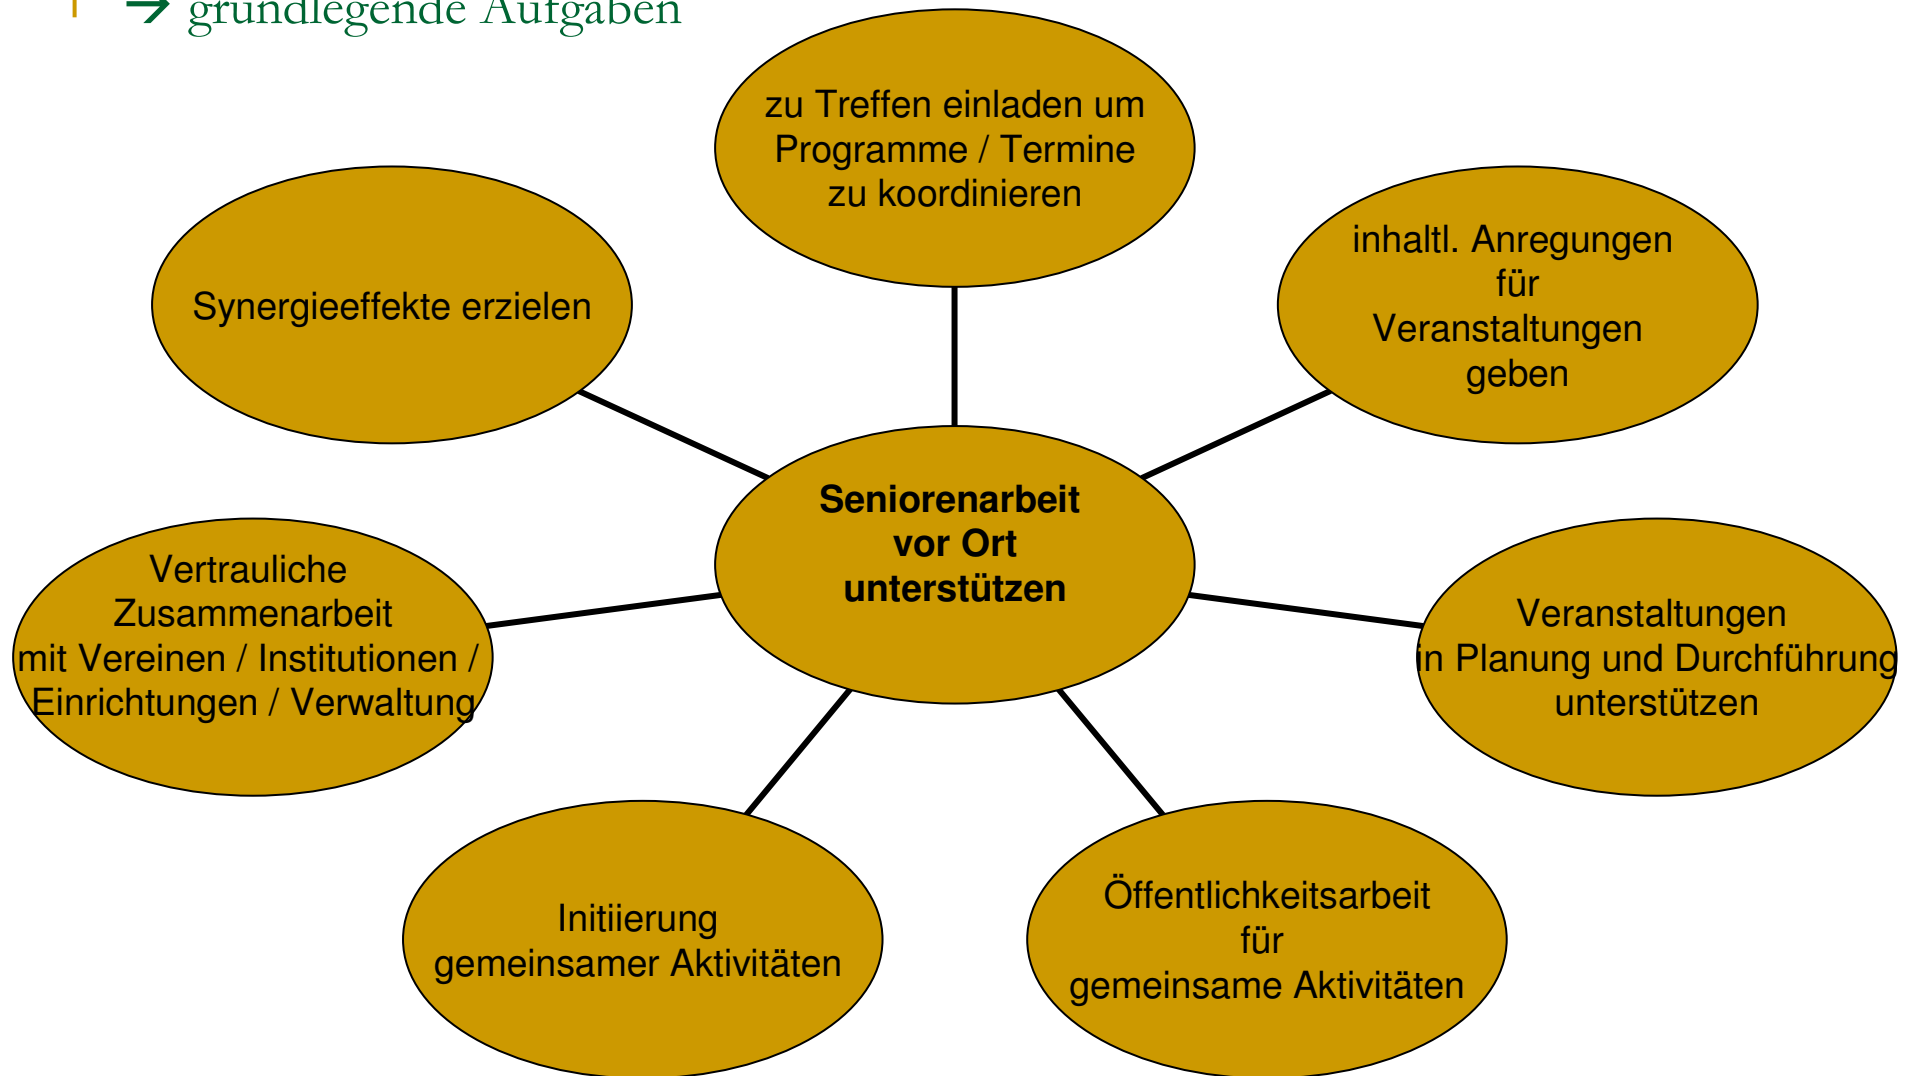 → grundlegende Aufgaben
zu Treffen einladen um
Programme / Termine
zu koordinieren
Synergieeffekte erzielen
inhaltl. Anregungen
für
Veranstaltungen
geben
Seniorenarbeit
vor Ort
unterstützen
Vertrauliche
Zusammenarbeit
mit Vereinen / Institutionen /
Einrichtungen / Verwaltung
Veranstaltungen
in Planung und Durchführung
unterstützen
Initiierung
gemeinsamer Aktivitäten
Öffentlichkeitsarbeit
für
gemeinsame Aktivitäten